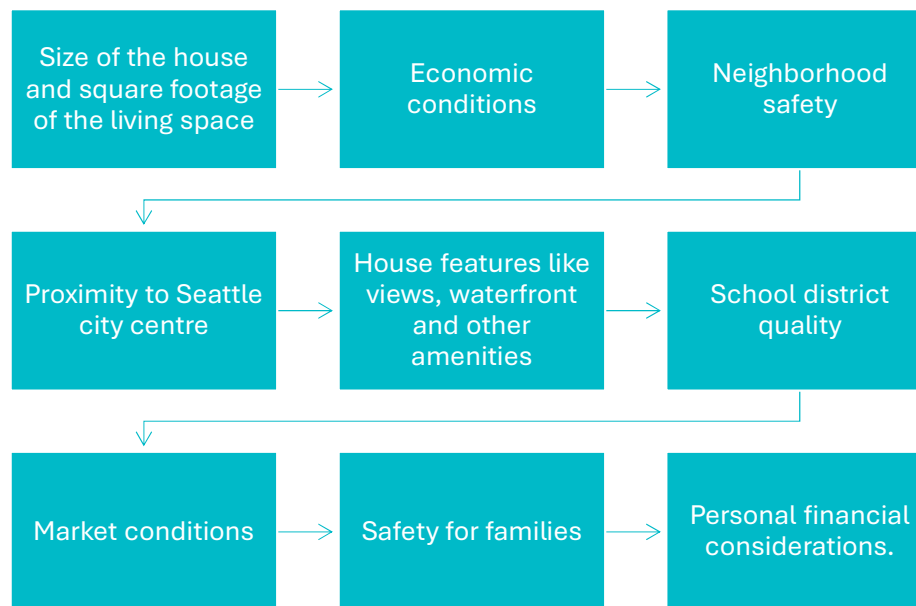 Size of the house
and square footage
of the living space
Economic
conditions
Neighborhood
safety
Proximity to Seattle
city centre
House features like
views, waterfront
and other
amenities
School district
quality
Market conditions
Safety for families
Personal financial
considerations.